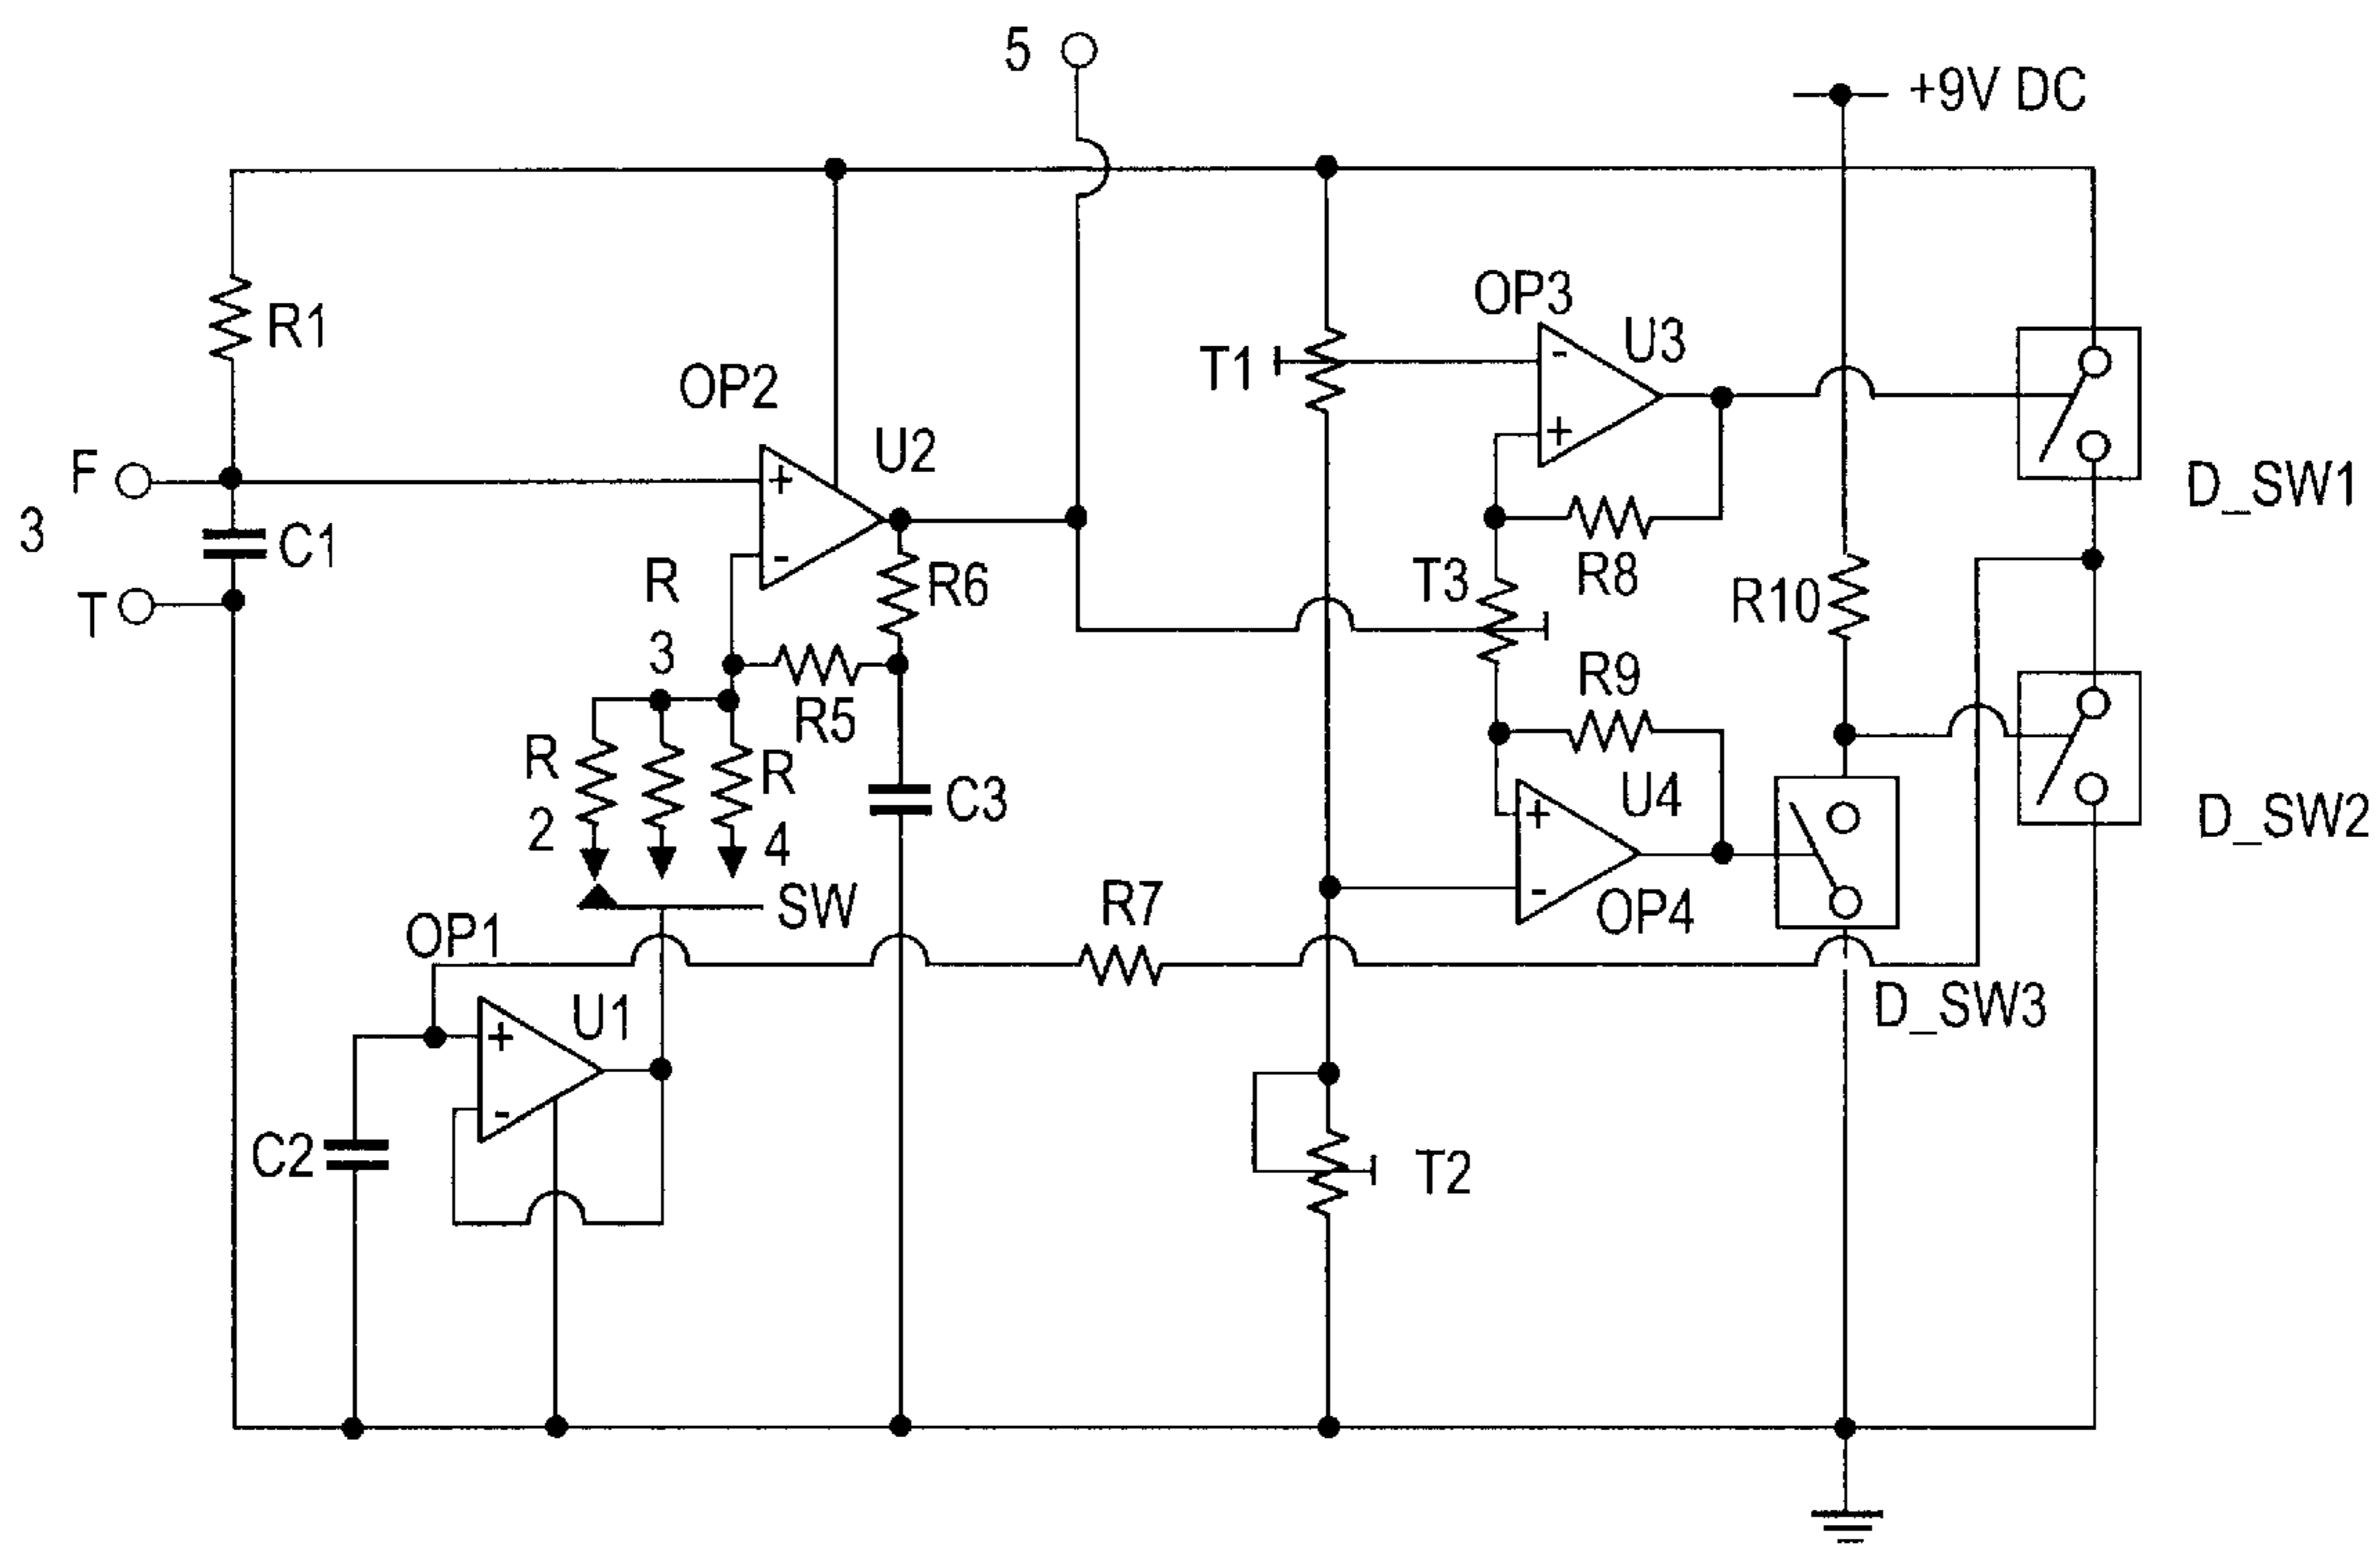 5
+9V DC
OP3
U3
R1
T1
-
+
OP2
U2
F
+
D_SW1
3
C1
-
R8
R
R6
T3
R10
T
3
R9
R5
R
R
U4
C3
2
4
+
D_SW2
SW
R7
-
OP4
OP1
U1
+
D_SW3
-
C2
T2